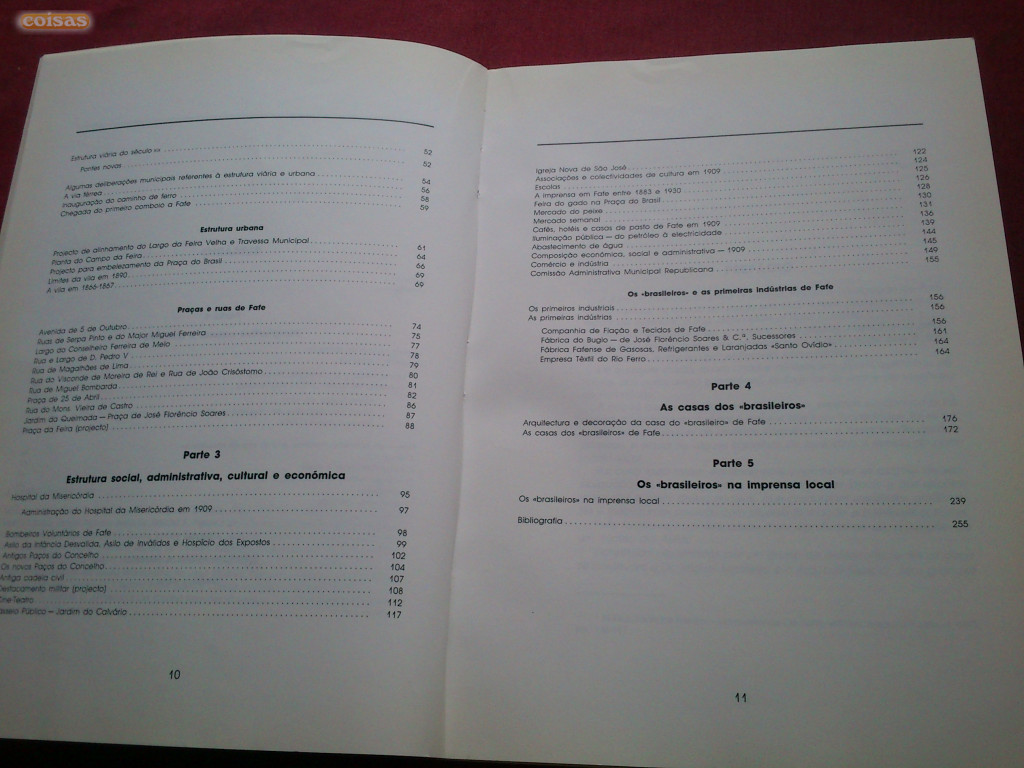 coisas
Estrutura viária do século XX 52
Pontes novas 52
Algumas deliberações municipais referentes à estrutura viária e urbana 54
A via férrea 56
Inauguração do caminho de ferro 58
Chegada do primeiro comboio a Fafe 59
Estrutura urbana
Projecto de alinhamento do Largo da Feira Velha e Travessa Municipal 61
Planta do Campo da Feira 64
Projecto para embelezamento da Praça do Brasil 66
Limites da vila em 1890 69
A vila em 1866-1867 69
Praças e ruas de Fafe
Avenida de 5 de Outubro 74
Ruas de Serpa Pinto e do Maior Miguel Ferreira 75
Largo do Conselheiro Ferreira de Melo 77
Rua e Largo de D. Pedro V 78
Rua de Magalhães de Lima 79
Rua do Visconde de Moreira de Rei e Rua de João Crisóstomo 80
Rua de Miguel Bombarda 81
Praça de 25 de Abril 82
Rua do Mons. Vieira de Castro 86
Jardim da Queimada — Praça de José Florêncio Soares 87
Praça da Feira (projecto) 88
Parte 3
Estrutura social, administrativa, cultural e económica
Hospital da Misericórdia 95
Administração do Hospital da Misericórdia em 1909 97
Bombeiros Voluntários de Fafe 98
Asilo da Infância Desvalida, Asilo de Inválidos e Hospício dos Expostos 99
Antigos Paços do Concelho 102
Os novos Paços do Concelho 104
Antiga cadeia civil 107
Destacamento militar (projecto) 108
Cine-Teatro 112
Passeio Público — Jardim do Calvário 117
10
Igreja Nova de São José 122
Associações e colectividades de cultura em 1909 124
Escolas 125
A imprensa em Fafe entre 1883 e 1930 126
Feira do gado na Praça do Brasil 128
Mercado do peixe 130
Mercado semanal 131
Cafés, hotéis e casas de pasto de Fafe em 1909 136
Iluminação pública — do petróleo à electricidade 139
Abastecimento de água 144
Composição económica, social e administrativa — 1909 145
Comércio e indústria 149
Comissão Administrativa Municipal Republicana 155
Os «brasileiros» e as primeiras indústrias de Fafe
Os primeiros industriais 156
As primeiras indústrias 156
Companhia de Fiação e Tecidos de Fafe 156
Fábrica do Bugio — de José Florêncio Soares & C.ª, Sucessores 161
Fábrica Fafense de Gasosas, Refrigerantes e Laranjadas «Santo Ovídio» 164
Empresa Têxtil do Rio Ferro 164
Parte 4
As casas dos «brasileiros»
Arquitectura e decoração da casa do «brasileiro» de Fafe 176
As casas dos «brasileiros» de Fafe 172
Parte 5
Os «brasileiros» na imprensa local
Os «brasileiros» na imprensa local 239
Bibliografia 255
11